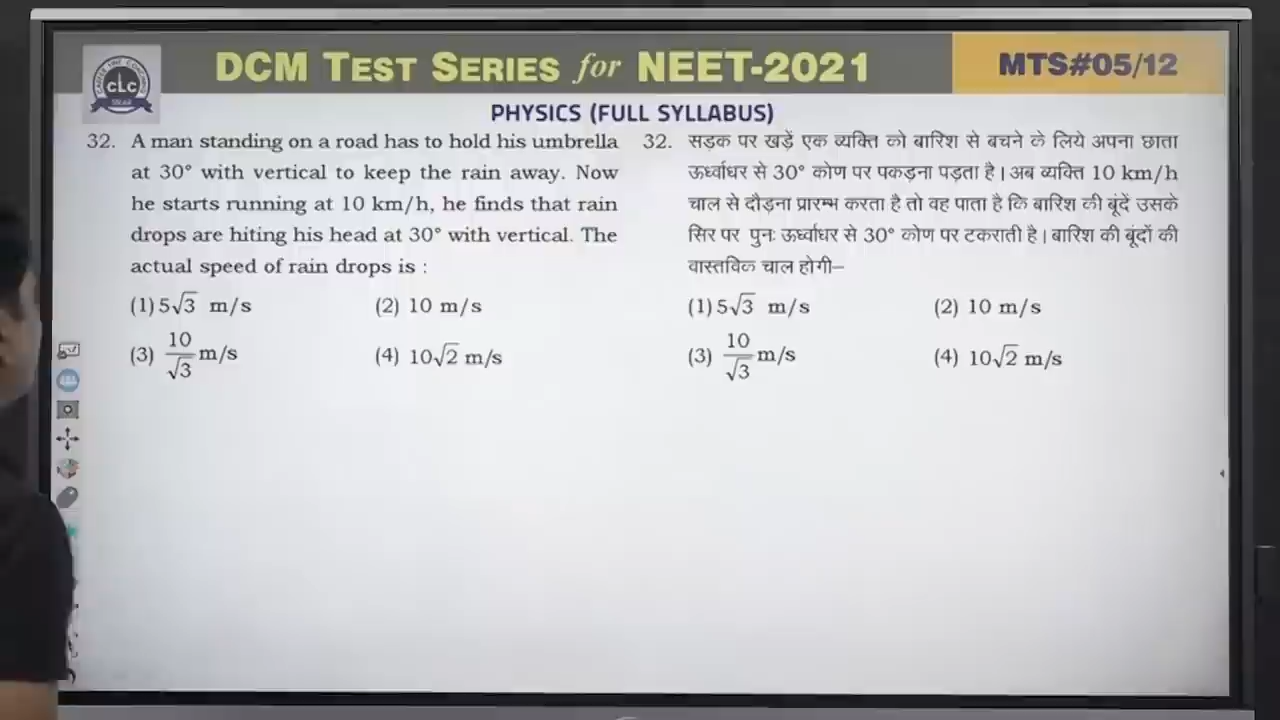 CLC
DCM TEST SERIES for NEET-2021
MTS#05/12
PHYSICS (FULL SYLLABUS)
32. A man standing on a road has to hold his umbrella
at 30° with vertical to keep the rain away. Now
he starts running at 10 km/h, he finds that rain
drops are hiting his head at 30° with vertical. The
actual speed of rain drops is :
(1) 5√3 m/s (2) 10 m/s
(3) 10/√3 m/s (4) 10√2 m/s
32. सड़क पर खड़ें एक व्यक्ति को बारिश से बचने के लिये अपना छाता
ऊर्ध्वाधर से 30° कोण पर पकड़ना पड़ता है। अब व्यक्ति 10 km/h
चाल से दौड़ना प्रारम्भ करता है तो वह पाता है कि बारिश की बूंदें उसके
सिर पर पुनः ऊर्ध्वाधर से 30° कोण पर टकराती है। बारिश की बूंदों की
वास्तविक चाल होगी–
(1) 5√3 m/s (2) 10 m/s
(3) 10/√3 m/s (4) 10√2 m/s